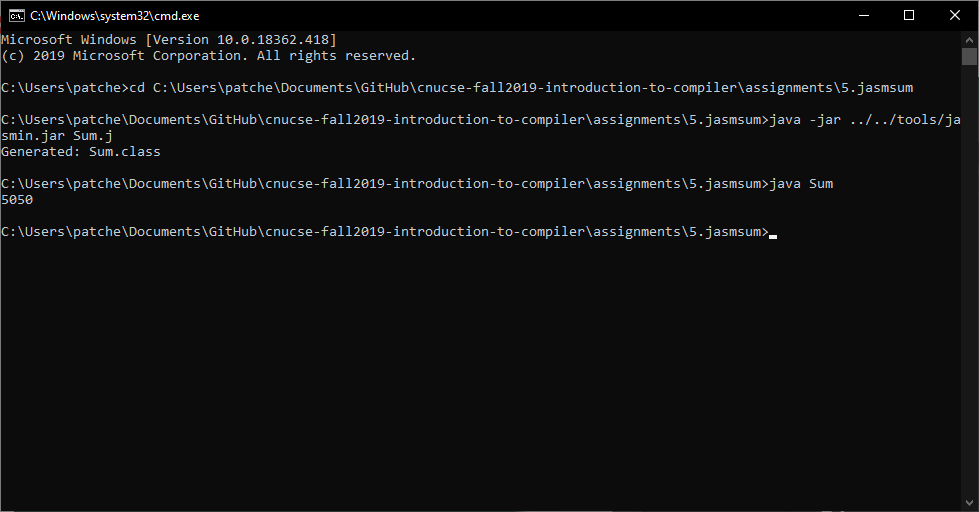 C:\Windows\system32\cmd.exe
Microsoft Windows [Version 10.0.18362.418]
(c) 2019 Microsoft Corporation. All rights reserved.
C:\Users\patche>cd C:\Users\patche\Documents\GitHub\cnucse-fall2019-introduction-to-compiler\assignments\5.jasmsum
C:\Users\patche\Documents\GitHub\cnucse-fall2019-introduction-to-compiler\assignments\5.jasmsum>java -jar ../../tools/ja
smin.jar Sum.j
Generated: Sum.class
C:\Users\patche\Documents\GitHub\cnucse-fall2019-introduction-to-compiler\assignments\5.jasmsum>java Sum
5050
C:\Users\patche\Documents\GitHub\cnucse-fall2019-introduction-to-compiler\assignments\5.jasmsum>